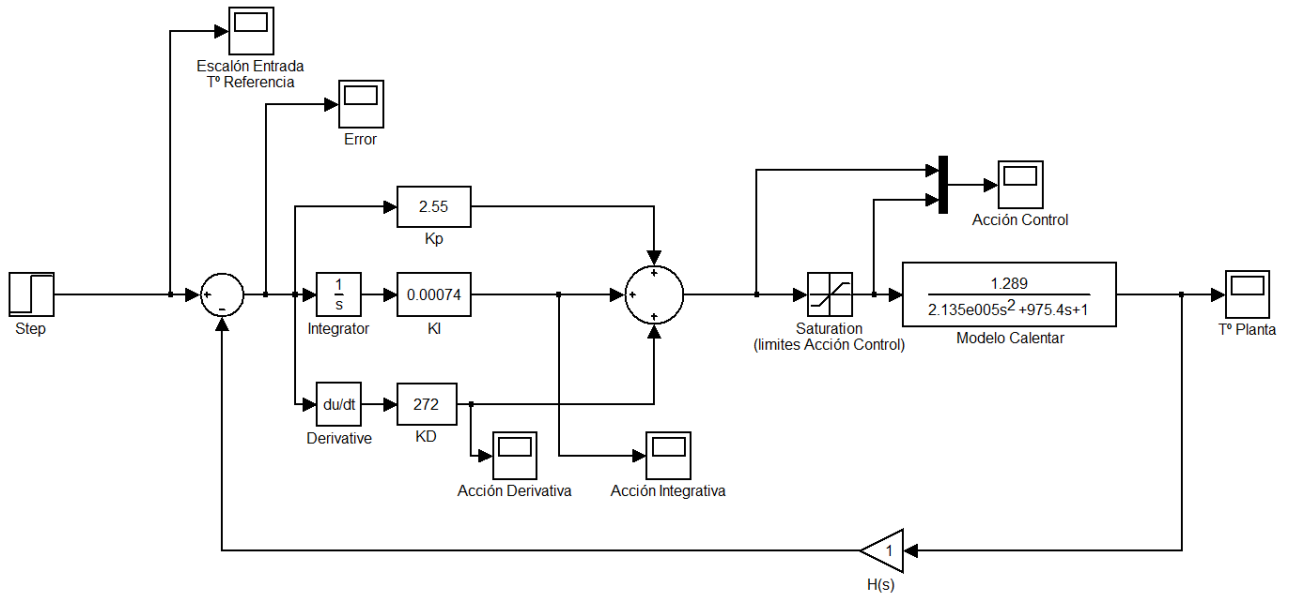 Escalón Entrada
Tº Referencia
Error
2.55
Kp
Acción Control
Step
+
-
1
s
Integrator
0.00074
KI
+
+
+
Saturation
(limites Acción Control)
1.289
2.135e005s2 +975.4s+1
Modelo Calentar
Tº Planta
du/dt
Derivative
272
KD
Acción Derivativa
Acción Integrativa
1
H(s)